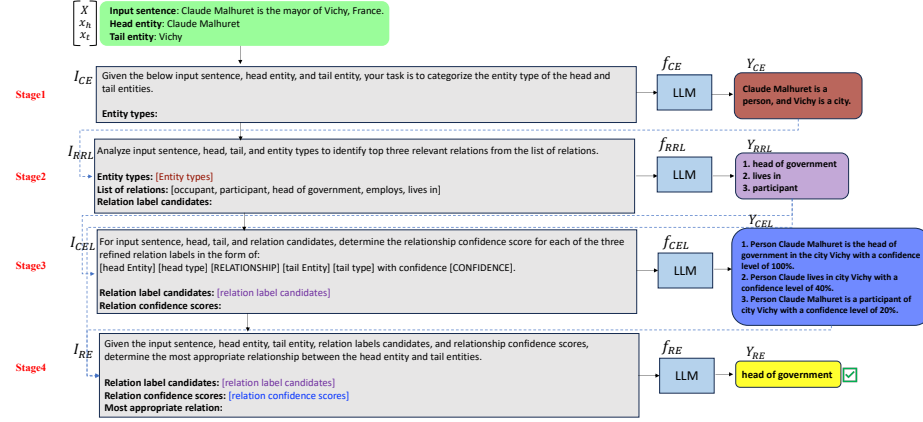 X
x_h
x_t
Input sentence: Claude Malhuret is the mayor of Vichy, France.
Head entity: Claude Malhuret
Tail entity: Vichy
Stage1
I_CE
Given the below input sentence, head entity, and tail entity, your task is to categorize the entity type of the head and
tail entities.
Entity types:
f_CE
LLM
Y_CE
Claude Malhuret is a
person, and Vichy is a city.
Stage2
I_RRL
Analyze input sentence, head, tail, and entity types to identify top three relevant relations from the list of relations.
Entity types: [Entity types]
List of relations: [occupant, participant, head of government, employs, lives in]
Relation label candidates:
f_RRL
LLM
Y_RRL
1. head of government
2. lives in
3. participant
Stage3
I_CEL
For input sentence, head, tail, and relation candidates, determine the relationship confidence score for each of the three
refined relation labels in the form of:
[head Entity] [head type] [RELATIONSHIP] [tail Entity] [tail type] with confidence [CONFIDENCE].
Relation label candidates: [relation label candidates]
Relation confidence scores:
f_CEL
LLM
Y_CEL
1. Person Claude Malhuret is the head of
government in the city Vichy with a confidence
level of 100%.
2. Person Claude lives in city Vichy with a
confidence level of 40%.
3. Person Claude Malhuret is a participant of
city Vichy with a confidence level of 20%.
Stage4
I_RE
Given the input sentence, head entity, tail entity, relation labels candidates, and relationship confidence scores,
determine the most appropriate relationship between the head entity and tail entities.
Relation label candidates: [relation label candidates]
Relation confidence scores: [relation confidence scores]
Most appropriate relation:
f_RE
LLM
Y_RE
head of government